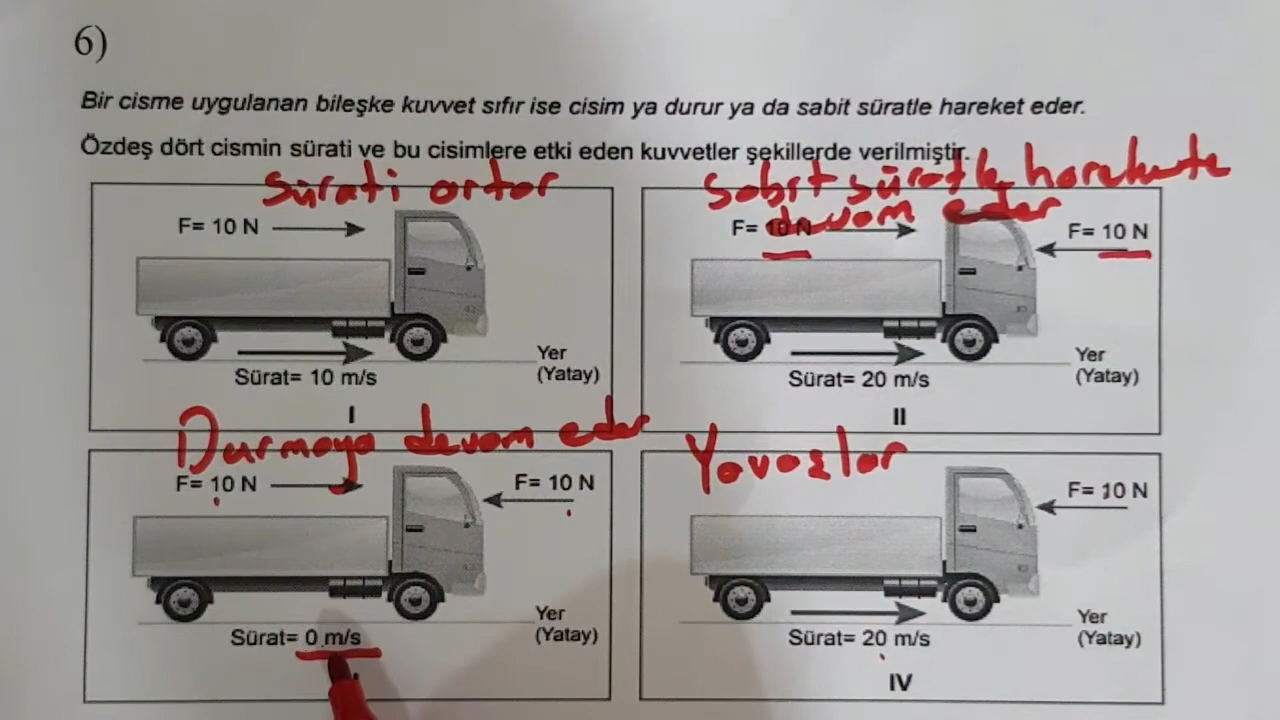 6)
Bir cisme uygulanan bileşke kuvvet sıfır ise cisim ya durur ya da sabit süratle hareket eder.
Özdeş dört cismin sürati ve bu cisimlere etki eden kuvvetler şekillerde verilmiştir.
Sürati artar
F= 10 N
Sürat= 10 m/s
Yer
(Yatay)
I
Sabit süratle harekete
devam eder
F= 10 N
F= 10 N
Sürat= 20 m/s
Yer
(Yatay)
II
Durmaya devam eder
F= 10 N
F= 10 N
Sürat= 0 m/s
Yer
(Yatay)
Yavaşlar
F= 10 N
Sürat= 20 m/s
Yer
(Yatay)
IV